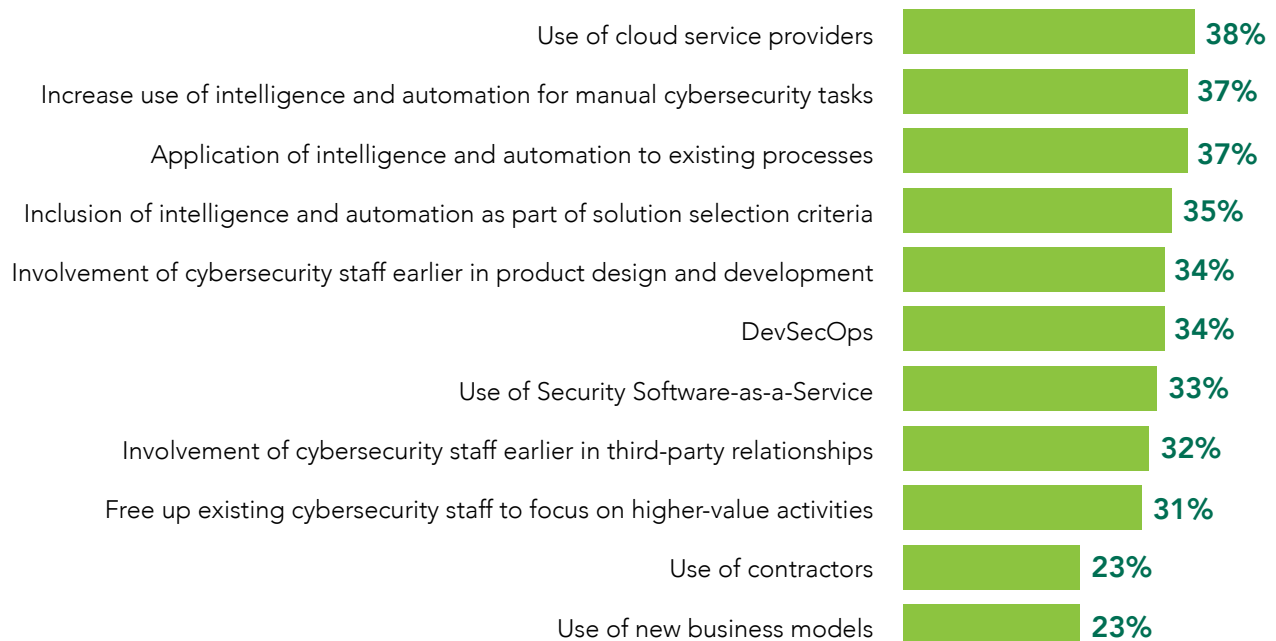 Use of cloud service providers 38%
Increase use of intelligence and automation for manual cybersecurity tasks 37%
Application of intelligence and automation to existing processes 37%
Inclusion of intelligence and automation as part of solution selection criteria 35%
Involvement of cybersecurity staff earlier in product design and development 34%
DevSecOps 34%
Use of Security Software-as-a-Service 33%
Involvement of cybersecurity staff earlier in third-party relationships 32%
Free up existing cybersecurity staff to focus on higher-value activities 31%
Use of contractors 23%
Use of new business models 23%